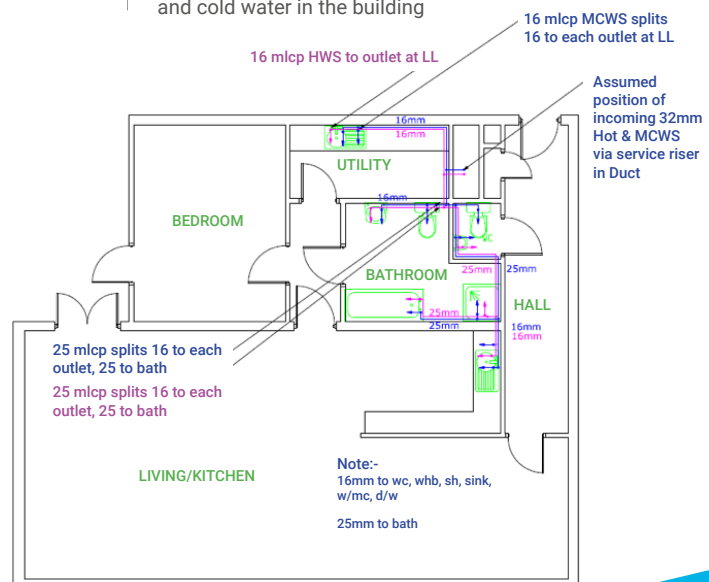 and cold water in the building
16 mlcp MCWS splits
16 to each outlet at LL
16 mlcp HWS to outlet at LL
Assumed
position of
incoming 32mm
Hot & MCWS
via service riser
in Duct
16mm
16mm
UTILITY
16mm
BEDROOM
WC
BATHROOM
25mm
25mm
HALL
25mm
25mm
16mm
16mm
25 mlcp splits 16 to each
outlet, 25 to bath
25 mlcp splits 16 to each
outlet, 25 to bath
LIVING/KITCHEN
Note:-
16mm to wc, whb, sh, sink,
w/mc, d/w
25mm to bath